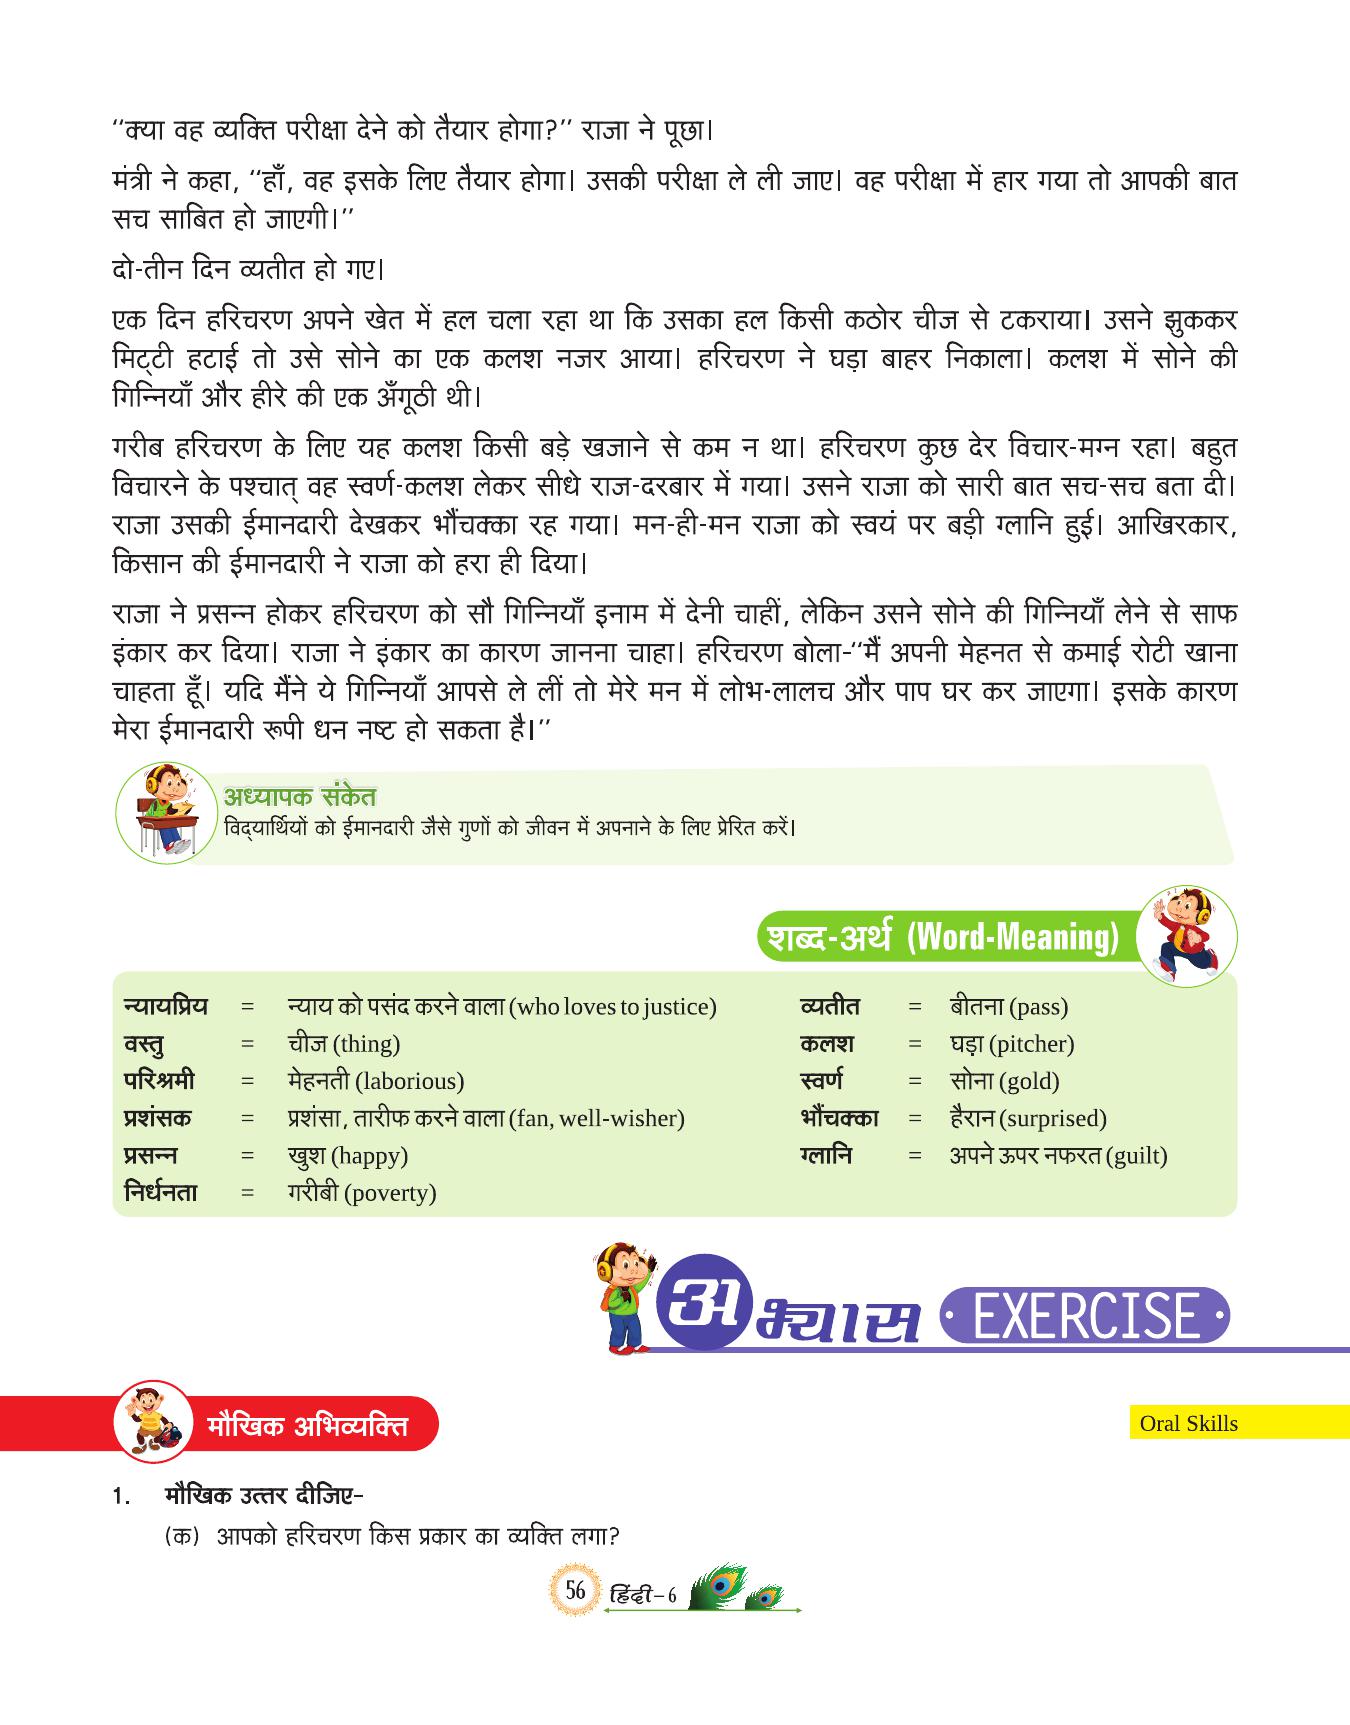 ‘‘क्या वह व्यक्ति परीक्षा देने को तैयार होगा?’’ राजा ने पूछा।
मंत्री ने कहा, ‘‘हाँ, वह इसके लिए तैयार होगा। उसकी परीक्षा ले ली जाए। वह परीक्षा में हार गया तो आपकी बात
सच साबित हो जाएगी।’’
दो-तीन दिन व्यतीत हो गए।
एक दिन हरिचरण अपने खेत में हल चला रहा था कि उसका हल किसी कठोर चीज से टकराया। उसने झुककर
मिट्टी हटाई तो उसे सोने का एक कलश नजर आया। हरिचरण ने घड़ा बाहर निकाला। कलश में सोने की
गिन्नियाँ और हीरे की एक अँगूठी थी।
गरीब हरिचरण के लिए यह कलश किसी बड़े खजाने से कम न था। हरिचरण कुछ देर विचार-मग्न रहा। बहुत
विचारने के पश्चात् वह स्वर्ण-कलश लेकर सीधे राज-दरबार में गया। उसने राजा को सारी बात सच-सच बता दी।
राजा उसकी ईमानदारी देखकर भौंचक्का रह गया। मन-ही-मन राजा को स्वयं पर बड़ी ग्लानि हुई। आखिरकार,
किसान की ईमानदारी ने राजा को हरा ही दिया।
राजा ने प्रसन्न होकर हरिचरण को सौ गिन्नियाँ इनाम में देनी चाहीं, लेकिन उसने सोने की गिन्नियाँ लेने से साफ
इंकार कर दिया। राजा ने इंकार का कारण जानना चाहा। हरिचरण बोला-‘‘मैं अपनी मेहनत से कमाई रोटी खाना
चाहता हूँ। यदि मैंने ये गिन्नियाँ आपसे ले लीं तो मेरे मन में लोभ-लालच और पाप घर कर जाएगा। इसके कारण
मेरा ईमानदारी रूपी धन नष्ट हो सकता है।’’
अध्यापक संकेत
विद्यार्थियों को ईमानदारी जैसे गुणों को जीवन में अपनाने के लिए प्रेरित करें।
शब्द-अर्थ (Word-Meaning)
न्यायप्रिय = न्याय को पसंद करने वाला (who loves to justice) व्यतीत = बीतना (pass)
वस्तु = चीज (thing) कलश = घड़ा (pitcher)
परिश्रमी = मेहनती (laborious) स्वर्ण = सोना (gold)
प्रशंसक = प्रशंसा, तारीफ करने वाला (fan, well-wisher) भौंचक्का = हैरान (surprised)
प्रसन्न = खुश (happy) ग्लानि = अपने ऊपर नफरत (guilt)
निर्धनता = गरीबी (poverty)
अभ्यास EXERCISE
मौखिक अभिव्यक्ति Oral Skills
1. मौखिक उत्तर दीजिए-
(क) आपको हरिचरण किस प्रकार का व्यक्ति लगा?
56 हिंदी-6